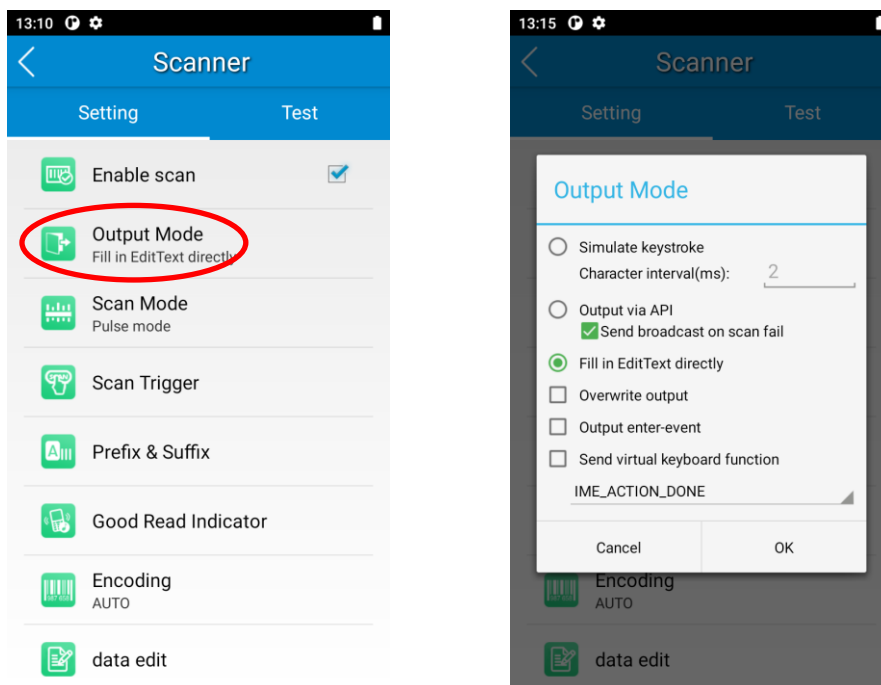 13:10
Scanner
Setting Test
Enable scan
Output Mode
Fill in EditText directly
Scan Mode
Pulse mode
Scan Trigger
Prefix & Suffix
Good Read Indicator
Encoding
AUTO
data edit
13:15
Scanner
Setting Test
Output Mode
Simulate keystroke
Character interval(ms): 2
Output via API
Send broadcast on scan fail
Fill in EditText directly
Overwrite output
Output enter-event
Send virtual keyboard function
IME_ACTION_DONE
Cancel OK
Encoding
AUTO
data edit